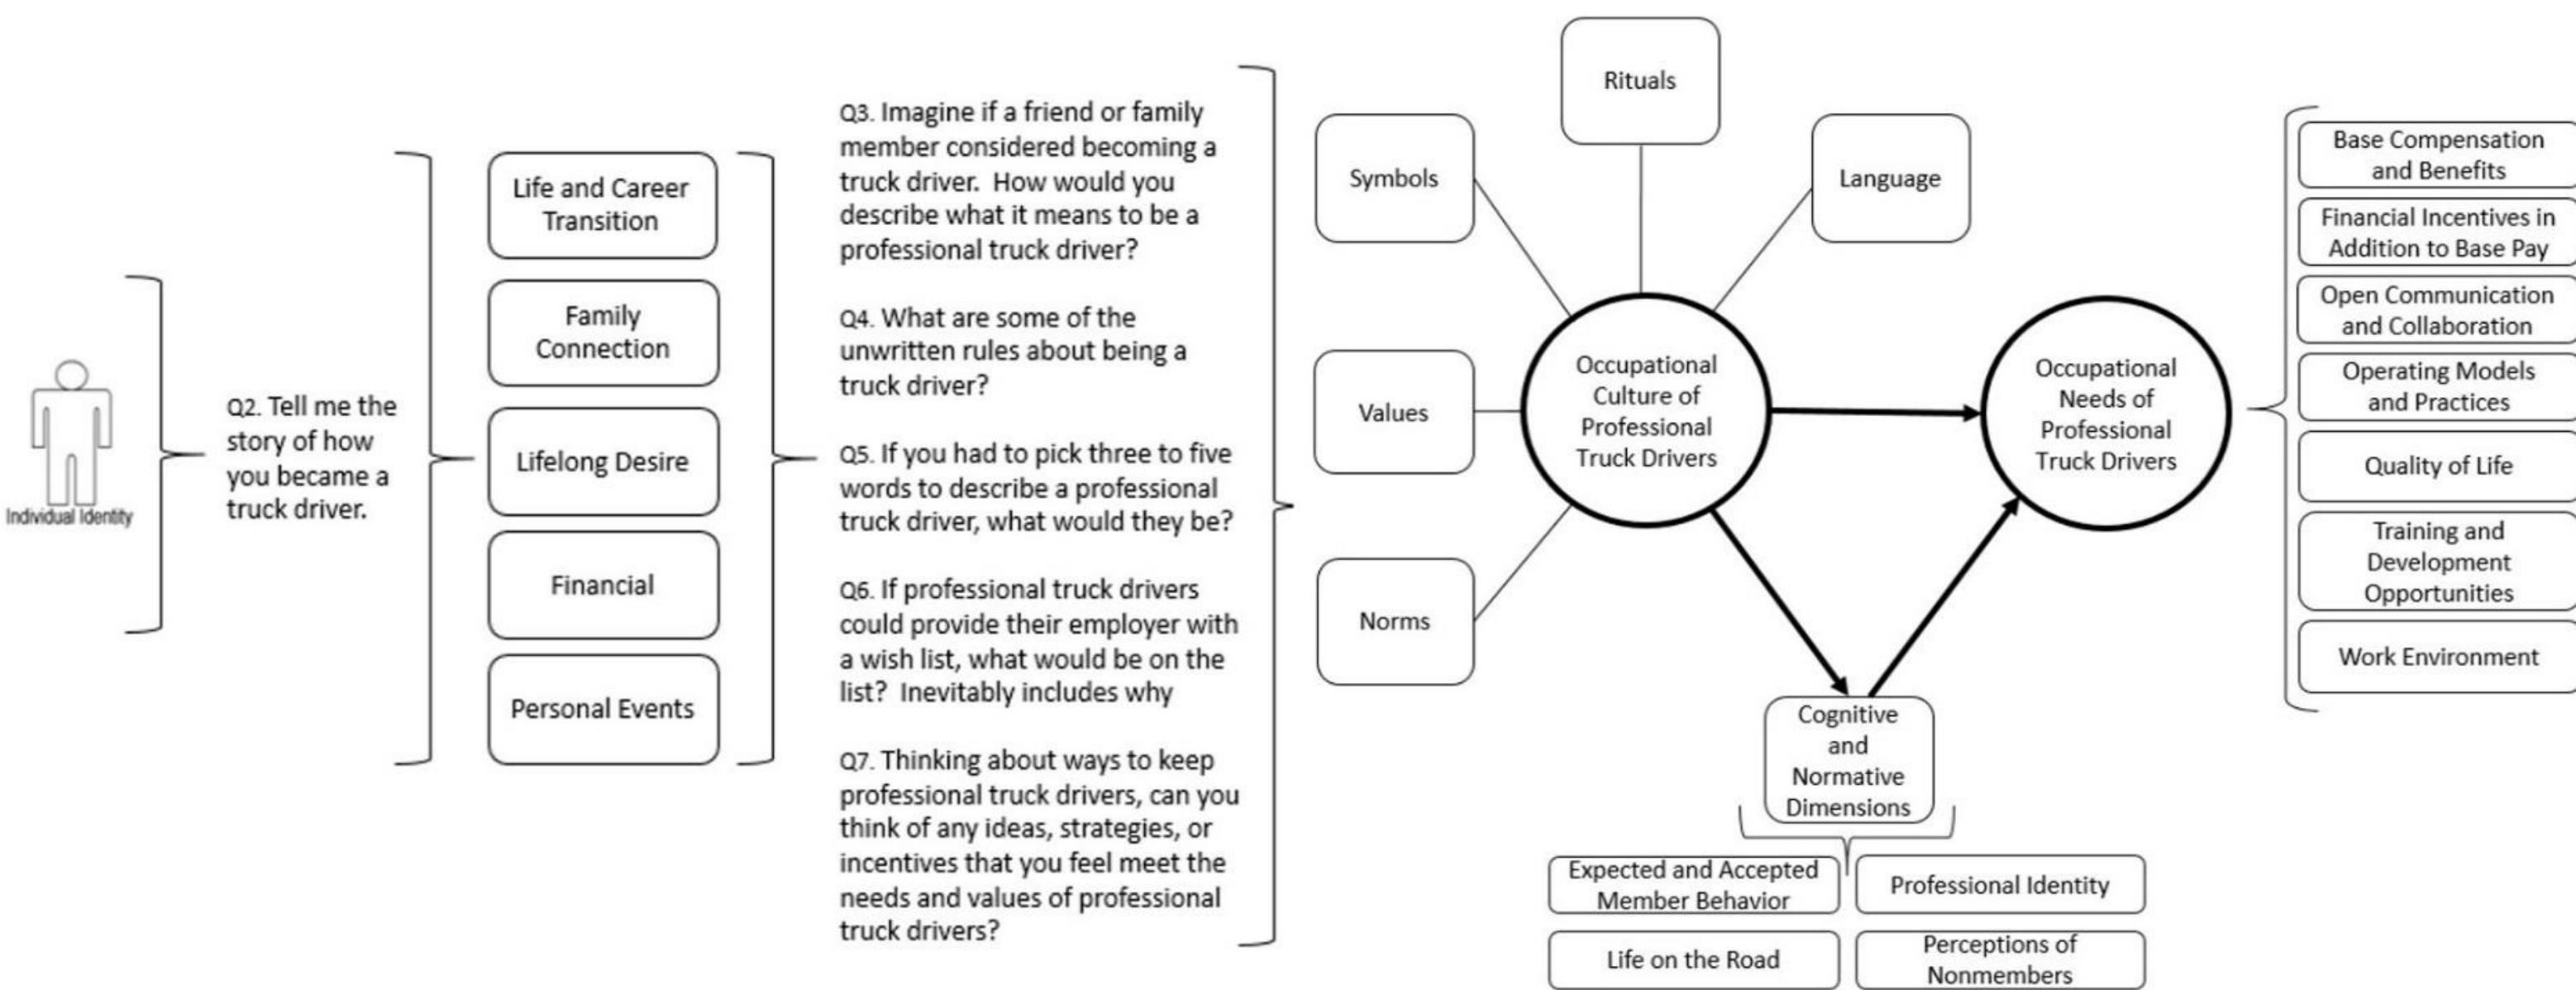 Individual Identity
Q2. Tell me the
story of how
you became a
truck driver.
Life and Career
Transition
Family
Connection
Lifelong Desire
Financial
Personal Events
Q3. Imagine if a friend or family
member considered becoming a
truck driver.  How would you
describe what it means to be a
professional truck driver?
Q4. What are some of the
unwritten rules about being a
truck driver?
Q5. If you had to pick three to five
words to describe a professional
truck driver, what would they be?
Q6. If professional truck drivers
could provide their employer with
a wish list, what would be on the
list?  Inevitably includes why
Q7. Thinking about ways to keep
professional truck drivers, can you
think of any ideas, strategies, or
incentives that you feel meet the
needs and values of professional
truck drivers?
Rituals
Symbols
Language
Values
Norms
Occupational
Culture of
Professional
Truck Drivers
Occupational
Needs of
Professional
Truck Drivers
Cognitive
and
Normative
Dimensions
Expected and Accepted
Member Behavior
Professional Identity
Life on the Road
Perceptions of
Nonmembers
Base Compensation
and Benefits
Financial Incentives in
Addition to Base Pay
Open Communication
and Collaboration
Operating Models
and Practices
Quality of Life
Training and
Development
Opportunities
Work Environment